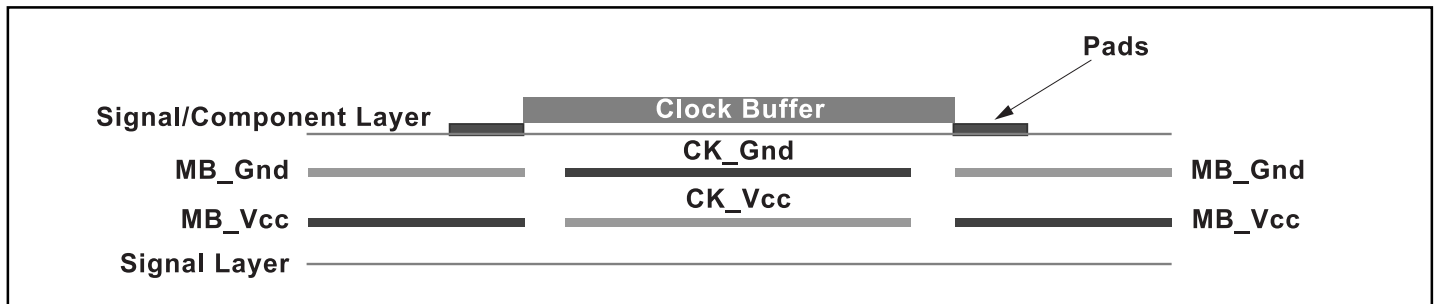 Pads
Signal/Component Layer
Clock Buffer
MB_Gnd
CK_Gnd
MB_Gnd
MB_Vcc
CK_Vcc
MB_Vcc
Signal Layer